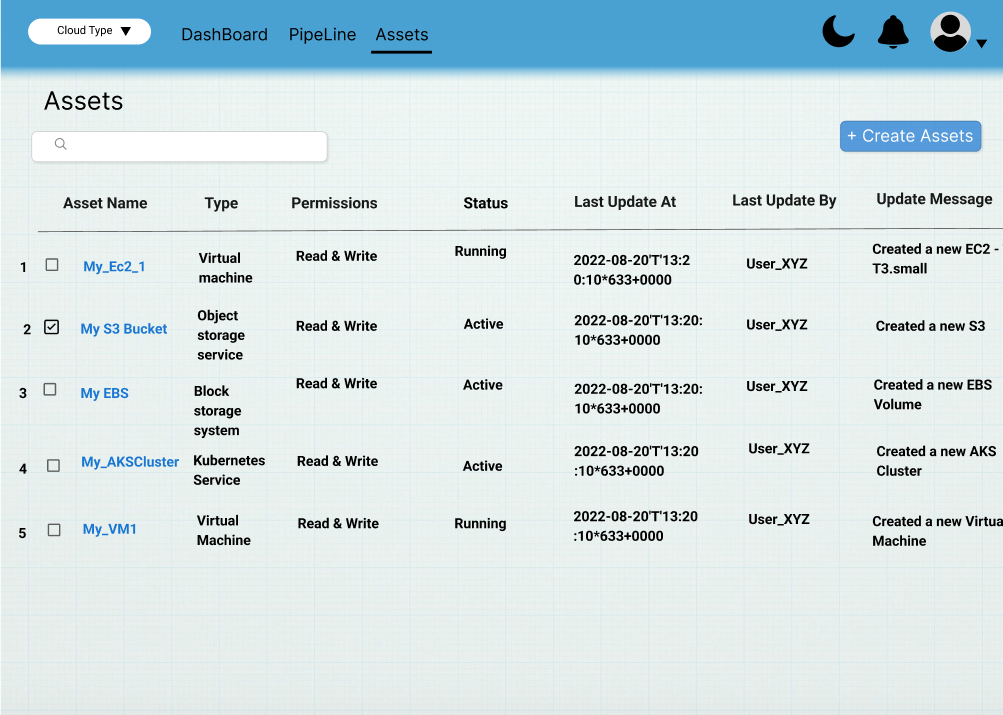 Cloud Type ▼
DashBoard
PipeLine
Assets
Assets
+ Create Assets
Asset Name
Type
Permissions
Status
Last Update At
Last Update By
Update Message
1
My_Ec2_1
Virtual
machine
Read & Write
Running
2022-08-20'T'13:2
0:10*633+0000
User_XYZ
Created a new EC2 -
T3.small
2
My S3 Bucket
Object
storage
service
Read & Write
Active
2022-08-20'T'13:20:
10*633+0000
User_XYZ
Created a new S3
3
My EBS
Block
storage
system
Read & Write
Active
2022-08-20'T'13:20:
10*633+0000
User_XYZ
Created a new EBS
Volume
4
My_AKSCluster
Kubernetes
Service
Read & Write
Active
2022-08-20'T'13:20
:10*633+0000
User_XYZ
Created a new AKS
Cluster
5
My_VM1
Virtual
Machine
Read & Write
Running
2022-08-20'T'13:20
:10*633+0000
User_XYZ
Created a new Virtua
Machine